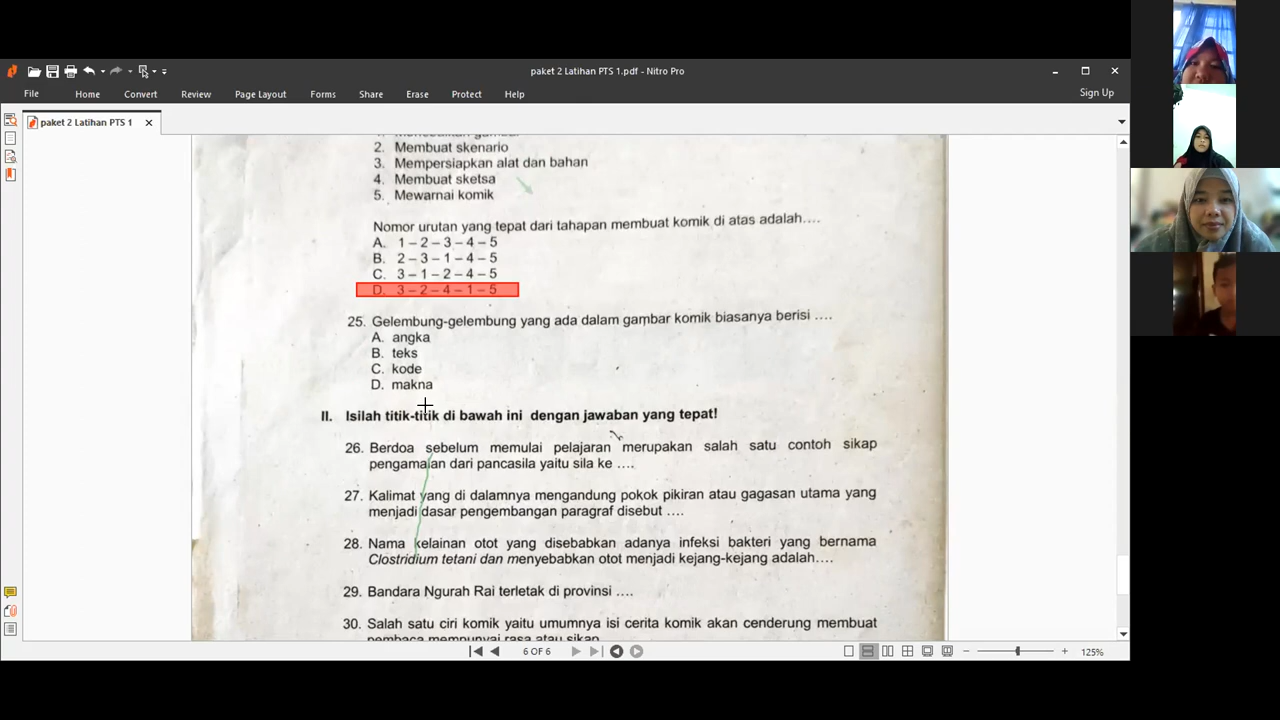 paket 2 Latihan PTS 1.pdf - Nitro Pro
File Home Convert Review Page Layout Forms Share Erase Protect Help
Sign Up
paket 2 Latihan PTS 1
2. Membuat skenario
3. Mempersiapkan alat dan bahan
4. Membuat sketsa
5. Mewarnai komik
Nomor urutan yang tepat dari tahapan membuat komik di atas adalah....
A. 1 – 2 – 3 – 4 – 5
B. 2 – 3 – 1 – 4 – 5
C. 3 – 1 – 2 – 4 – 5
D. 3 – 2 – 4 – 1 – 5
25. Gelembung-gelembung yang ada dalam gambar komik biasanya berisi ....
A. angka
B. teks
C. kode
D. makna
II. Isilah titik-titik di bawah ini dengan jawaban yang tepat!
26. Berdoa sebelum memulai pelajaran merupakan salah satu contoh sikap
pengamalan dari pancasila yaitu sila ke ....
27. Kalimat yang di dalamnya mengandung pokok pikiran atau gagasan utama yang
menjadi dasar pengembangan paragraf disebut ....
28. Nama kelainan otot yang disebabkan adanya infeksi bakteri yang bernama
Clostridium tetani dan menyebabkan otot menjadi kejang-kejang adalah....
29. Bandara Ngurah Rai terletak di provinsi ....
30. Salah satu ciri komik yaitu umumnya isi cerita komik akan cenderung membuat
pembaca mempunyai rasa atau sikap
6 OF 6
125%